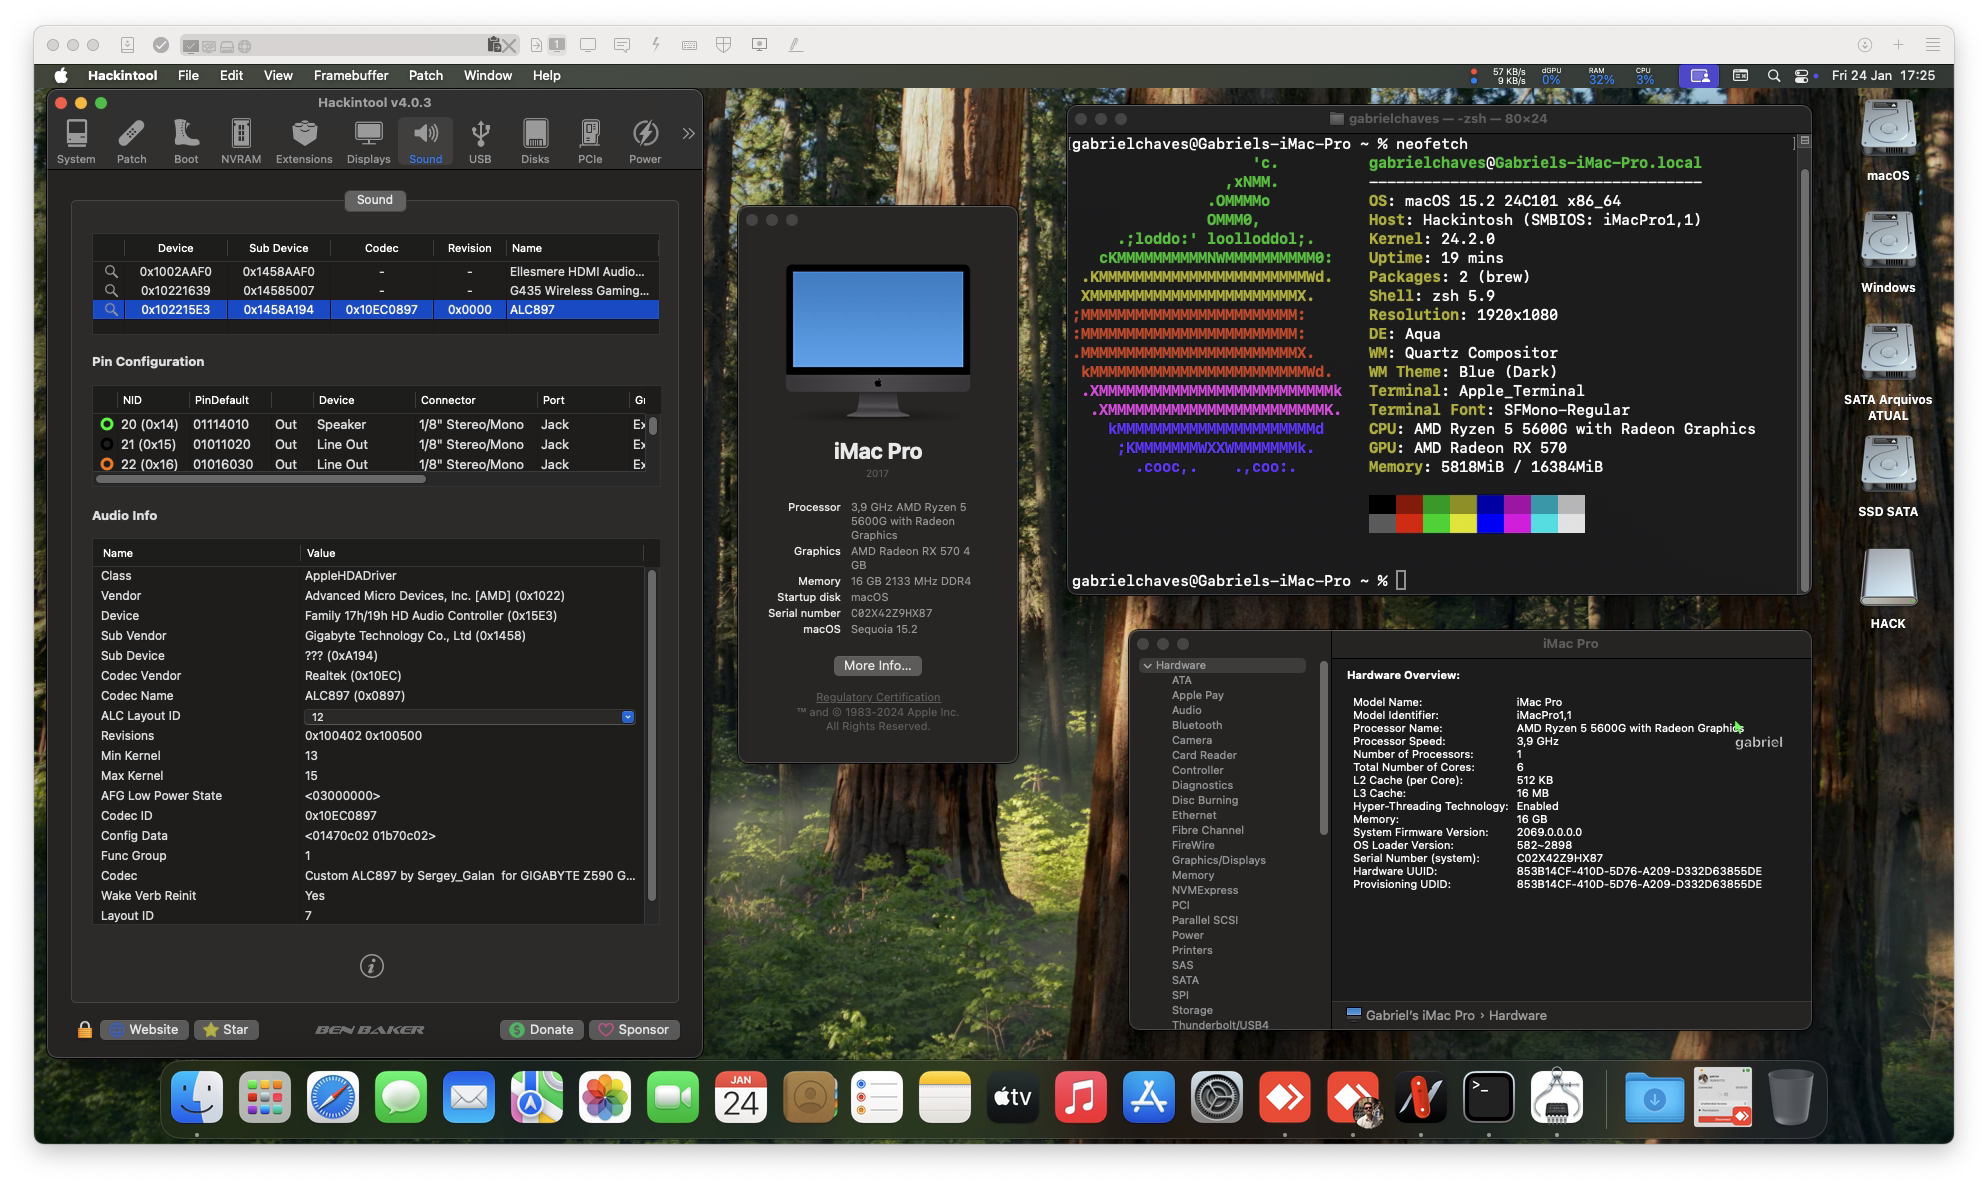 1
Hackintool File Edit View Framebuffer Patch Window Help
57 KB/s
9 KB/s
dGPU
0%
RAM
32%
CPU
3%
Fri 24 Jan 17:25
Hackintool v4.0.3
System Patch Boot NVRAM Extensions Displays Sound USB Disks PCIe Power
Sound
Device Sub Device Codec Revision Name
0x1002AAF0 0x1458AAF0 - - Ellesmere HDMI Audio...
0x10221639 0x14585007 - - G435 Wireless Gaming...
0x102215E3 0x1458A194 0x10EC0897 0x0000 ALC897
Pin Configuration
NID PinDefault Device Connector Port
20 (0x14) 01114010 Out Speaker 1/8" Stereo/Mono Jack
21 (0x15) 01011020 Out Line Out 1/8" Stereo/Mono Jack
22 (0x16) 01016030 Out Line Out 1/8" Stereo/Mono Jack
Audio Info
Name Value
Class AppleHDADriver
Vendor Advanced Micro Devices, Inc. [AMD] (0x1022)
Device Family 17h/19h HD Audio Controller (0x15E3)
Sub Vendor Gigabyte Technology Co., Ltd (0x1458)
Sub Device ??? (0xA194)
Codec Vendor Realtek (0x10EC)
Codec Name ALC897 (0x0897)
ALC Layout ID 12
Revisions 0x100402 0x100500
Min Kernel 13
Max Kernel 15
AFG Low Power State <03000000>
Codec ID 0x10EC0897
Config Data <01470c02 01b70c02>
Func Group 1
Codec Custom ALC897 by Sergey_Galan for GIGABYTE Z590 G...
Wake Verb Reinit Yes
Layout ID 7
Website Star BEN BAKER Donate Sponsor
iMac Pro
2017
Processor 3,9 GHz AMD Ryzen 5
5600G with Radeon
Graphics
Graphics AMD Radeon RX 570 4
GB
Memory 16 GB 2133 MHz DDR4
Startup disk macOS
Serial number C02X42Z9HX87
macOS Sequoia 15.2
More Info...
Regulatory Certification
™ and © 1983-2024 Apple Inc.
All Rights Reserved.
gabrielchaves — -zsh — 80×24
[gabrielchaves@Gabriels-iMac-Pro ~ % neofetch ]
'c. gabrielchaves@Gabriels-iMac-Pro.local
,xNMM. -------------------------------------
.OMMMMo OS: macOS 15.2 24C101 x86_64
OMMM0, Host: Hackintosh (SMBIOS: iMacPro1,1)
.;loddo:' loolloddol;. Kernel: 24.2.0
cKMMMMMMMMMMNWMMMMMMMMMM0: Uptime: 19 mins
.KMMMMMMMMMMMMMMMMMMMMMMMWd. Packages: 2 (brew)
XMMMMMMMMMMMMMMMMMMMMMMMX. Shell: zsh 5.9
;MMMMMMMMMMMMMMMMMMMMMMMM: Resolution: 1920x1080
:MMMMMMMMMMMMMMMMMMMMMMMM: DE: Aqua
.MMMMMMMMMMMMMMMMMMMMMMMMX. WM: Quartz Compositor
kMMMMMMMMMMMMMMMMMMMMMMMMWd. WM Theme: Blue (Dark)
.XMMMMMMMMMMMMMMMMMMMMMMMMMMk Terminal: Apple_Terminal
.XMMMMMMMMMMMMMMMMMMMMMMMMK. Terminal Font: SFMono-Regular
kMMMMMMMMMMMMMMMMMMMMMMd CPU: AMD Ryzen 5 5600G with Radeon Graphics
;KMMMMMMMWXXWMMMMMMMk. GPU: AMD Radeon RX 570
.cooc,. .,coo:. Memory: 5818MiB / 16384MiB
gabrielchaves@Gabriels-iMac-Pro ~ %
iMac Pro
Hardware
ATA
Apple Pay
Audio
Bluetooth
Camera
Card Reader
Controller
Diagnostics
Disc Burning
Ethernet
Fibre Channel
FireWire
Graphics/Displays
Memory
NVMExpress
PCI
Parallel SCSI
Power
Printers
SAS
SATA
SPI
Storage
Thunderbolt/USB4
Hardware Overview:
Model Name: iMac Pro
Model Identifier: iMacPro1,1
Processor Name: AMD Ryzen 5 5600G with Radeon Graphics
Processor Speed: 3,9 GHz
Number of Processors: 1
Total Number of Cores: 6
L2 Cache (per Core): 512 KB
L3 Cache: 16 MB
Hyper-Threading Technology: Enabled
Memory: 16 GB
System Firmware Version: 2069.0.0.0.0
OS Loader Version: 582~2898
Serial Number (system): C02X42Z9HX87
Hardware UUID: 853B14CF-410D-5D76-A209-D332D63855DE
Provisioning UDID: 853B14CF-410D-5D76-A209-D332D63855DE
gabriel
Gabriel's iMac Pro › Hardware
macOS
Windows
SATA Arquivos
ATUAL
SSD SATA
HACK
JAN
24
tv
>_